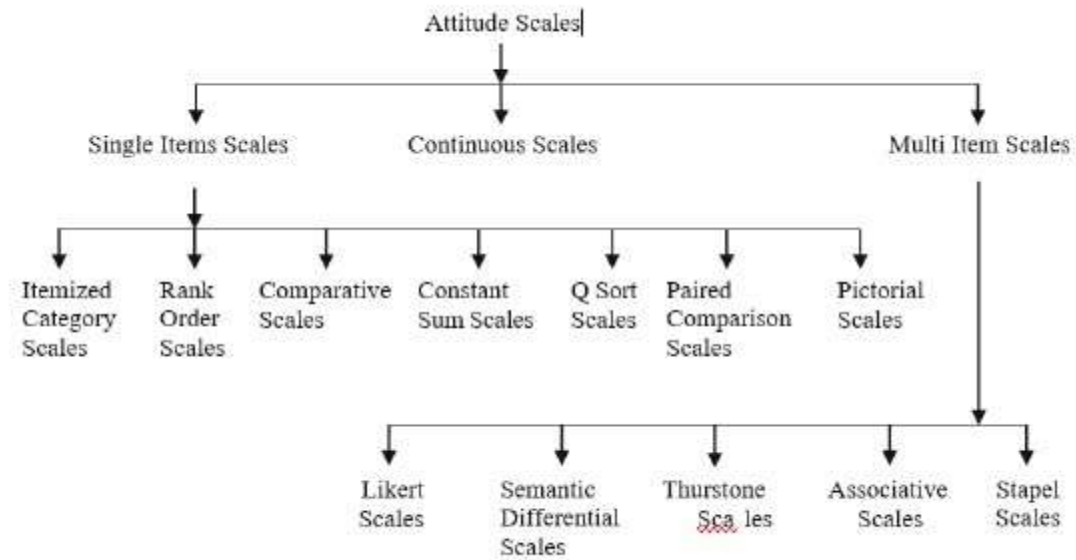 Attitude Scales
Single Items Scales
Continuous Scales
Multi Item Scales
Itemized
Category
Scales
Rank
Order
Scales
Comparative
Scales
Constant
Sum Scales
Q Sort
Scales
Paired
Comparison
Scales
Pictorial
Scales
Likert
Scales
Semantic
Differential
Scales
Thurstone
Sca les
Associative
Scales
Stapel
Scales